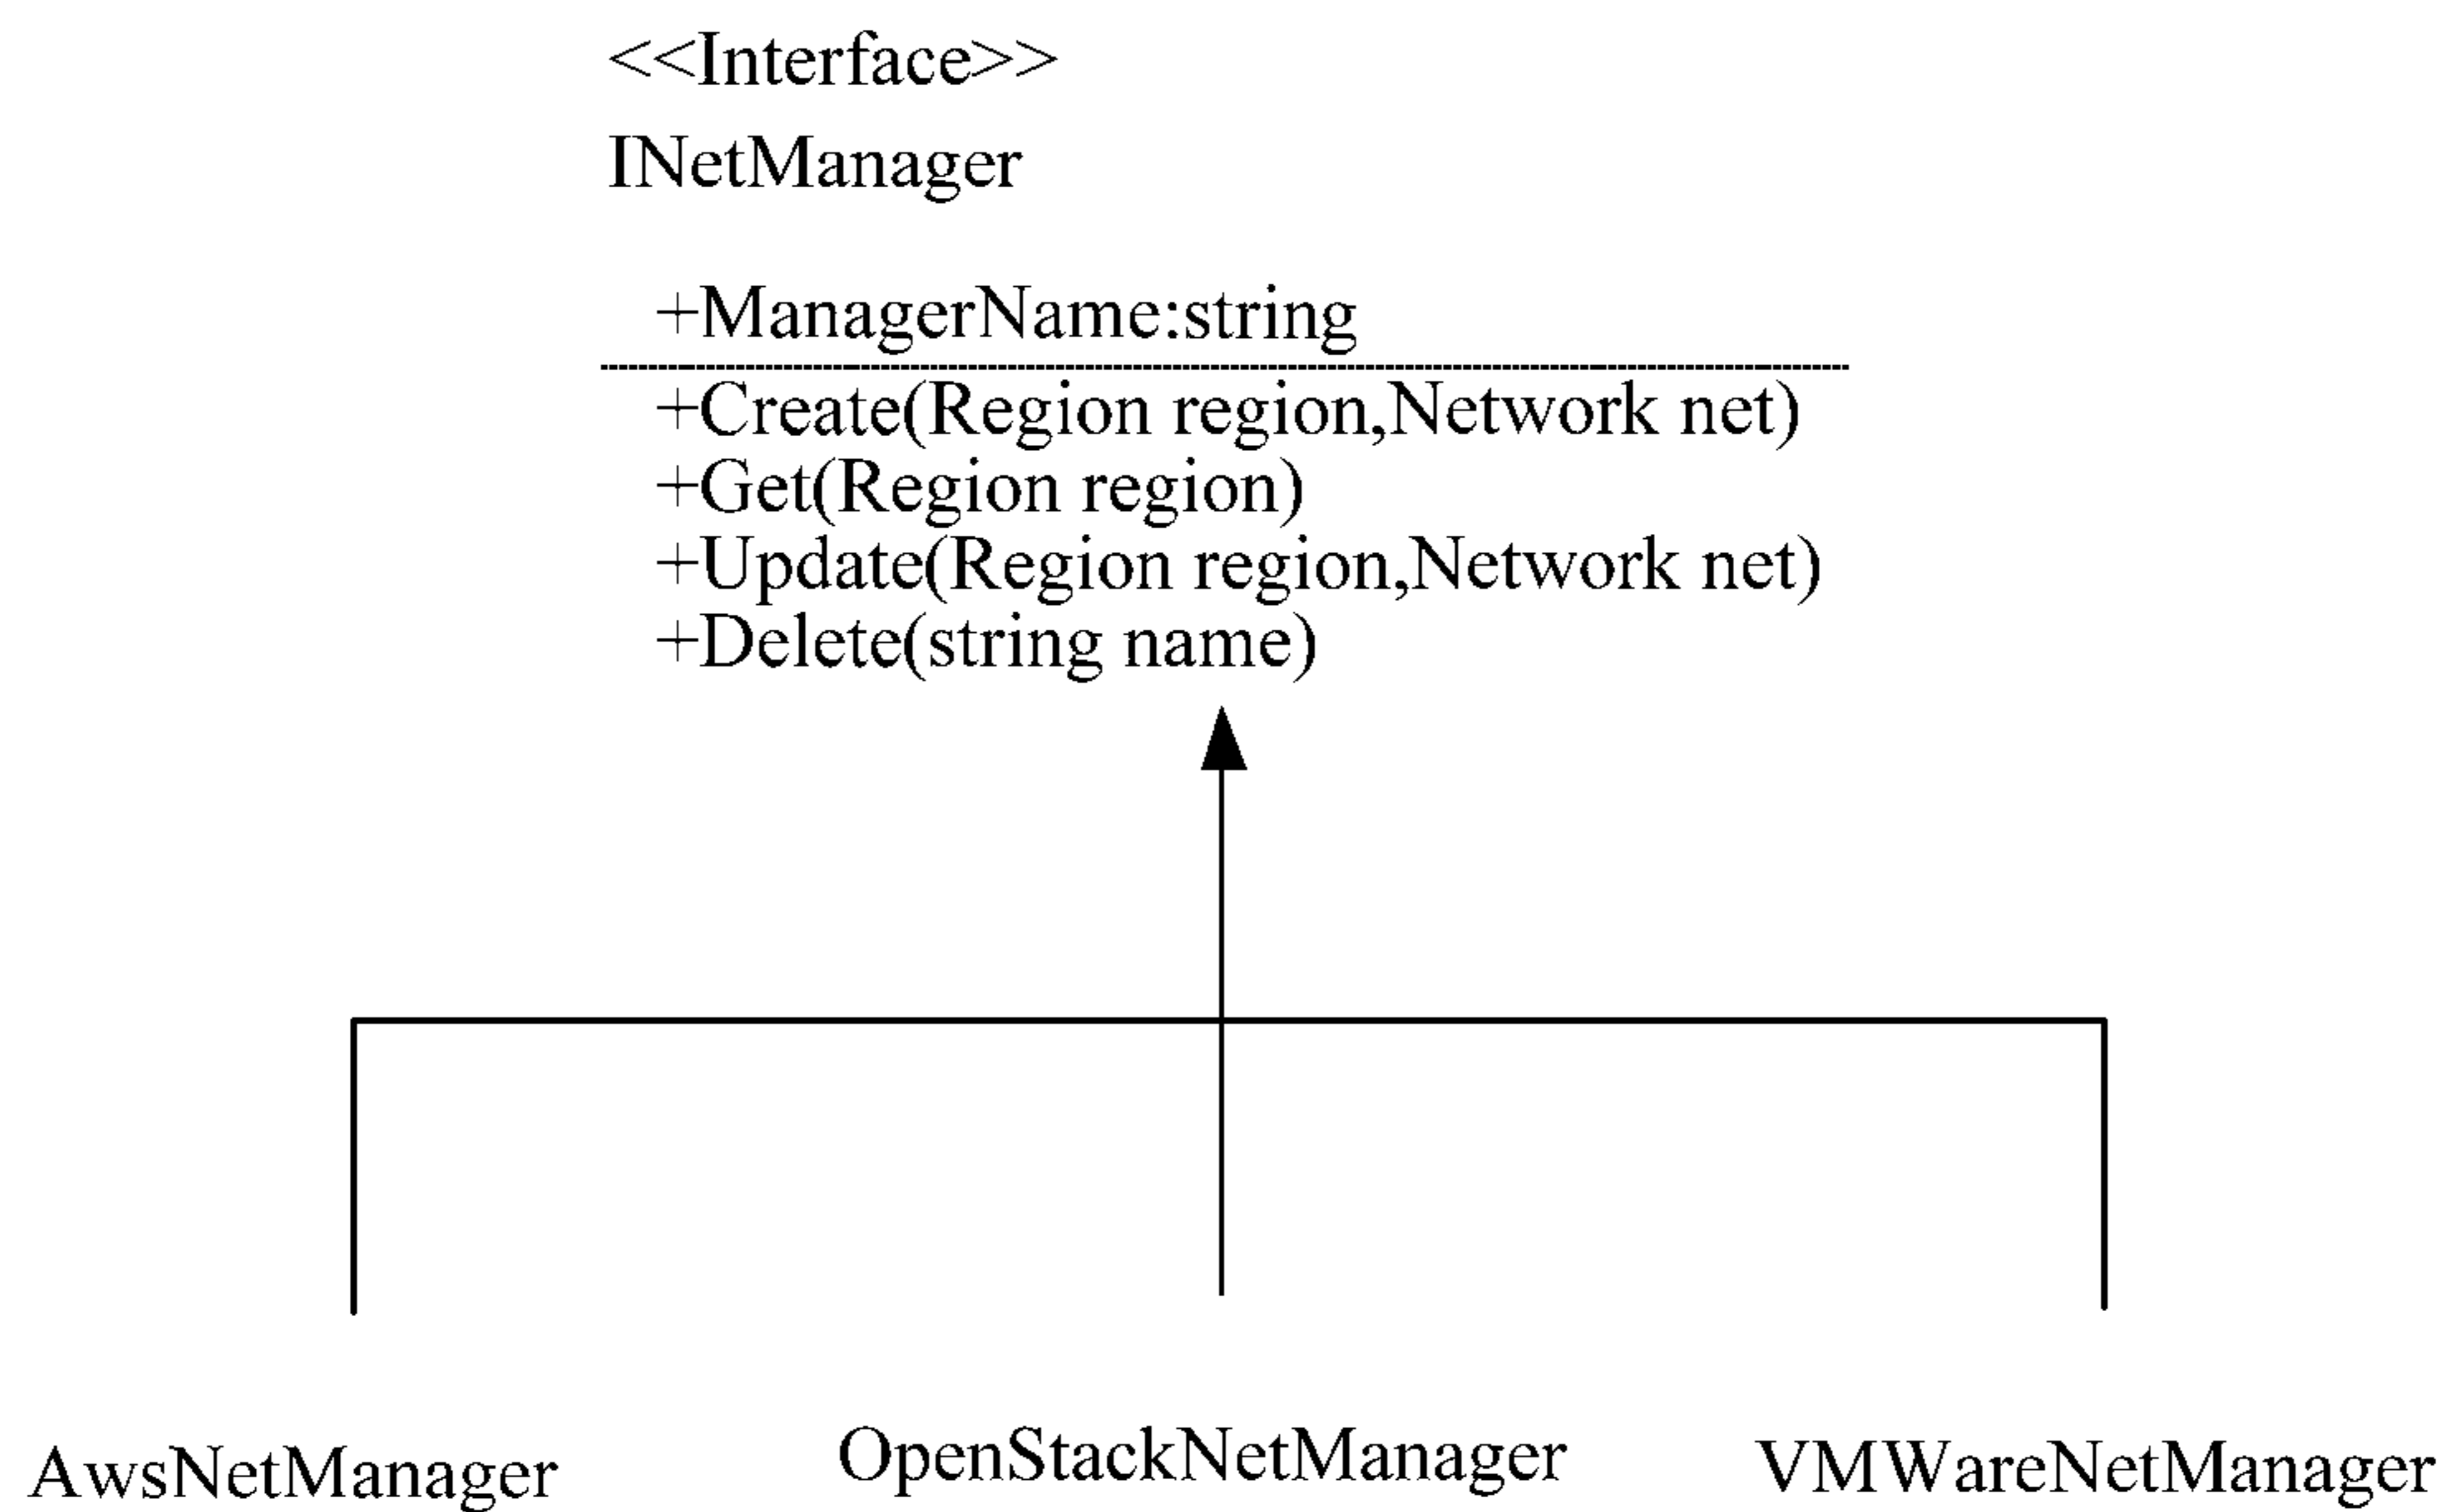 <<Interface>>
INetManager
+ManagerName:string
+Create(Region region,Network net)
+Get(Region region)
+Update(Region region,Network net)
+Delete(string name)
AwsNetManager
OpenStackNetManager
VMWareNetManager